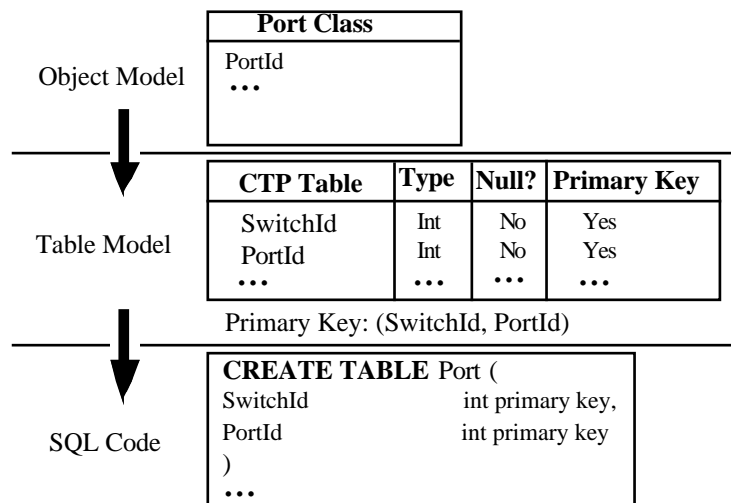 Port Class
Object Model
PortId
•••
CTP Table Type Null? Primary Key
SwitchId Int No Yes
Table Model
PortId Int No Yes
••• ••• ••• •••
Primary Key: (SwitchId, PortId)
CREATE TABLE Port (
SwitchId int primary key,
PortId int primary key
SQL Code
)
•••